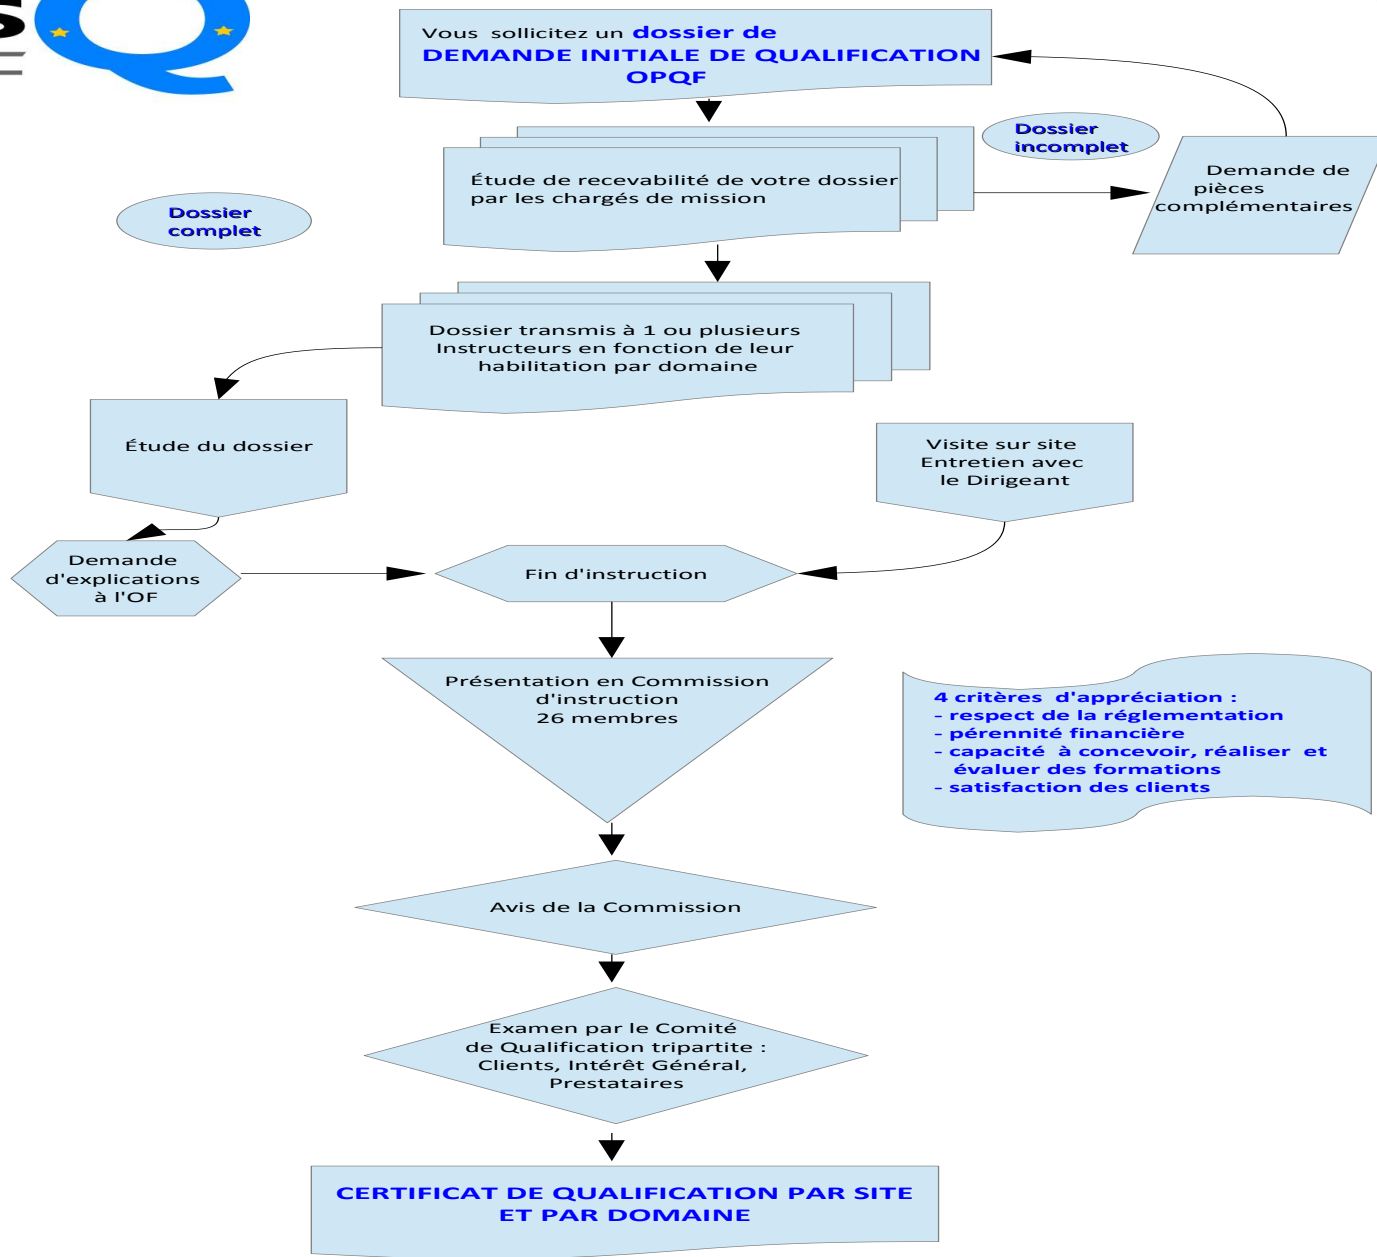 Vous sollicitez un dossier de
DEMANDE INITIALE DE QUALIFICATION
OPQF
Dossier
incomplet
Étude de recevabilité de votre dossier
par les chargés de mission
Demande de
pièces
complémentaires
Dossier
complet
Dossier transmis à 1 ou plusieurs
Instructeurs en fonction de leur
habilitation par domaine
Étude du dossier
Visite sur site
Entretien avec
le Dirigeant
Demande
d'explications
à l'OF
Fin d'instruction
Présentation en Commission
d'instruction
26 membres
4 critères d'appréciation :
- respect de la réglementation
- pérennité financière
- capacité à concevoir, réaliser et
évaluer des formations
- satisfaction des clients
Avis de la Commission
Examen par le Comité
de Qualification tripartite :
Clients, Intérêt Général,
Prestataires
CERTIFICAT DE QUALIFICATION PAR SITE
ET PAR DOMAINE